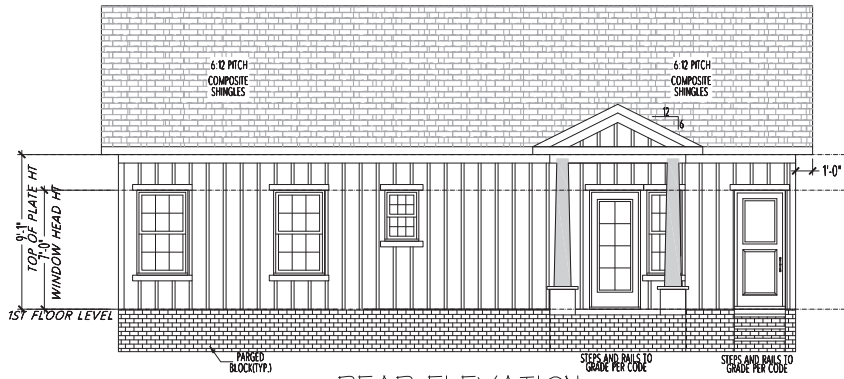 6:12 PITCH
COMPOSITE
SHINGLES
6:12 PITCH
COMPOSITE
SHINGLES
12
6
1'-0"
9'-1"
TOP OF PLATE HT
7'-0"
WINDOW HEAD HT
1ST FLOOR LEVEL
PARGED
BLOCK(TYP.)
STEPS AND RAILS TO
GRADE PER CODE
STEPS AND RAILS TO
GRADE PER CODE
REAR ELEVATION